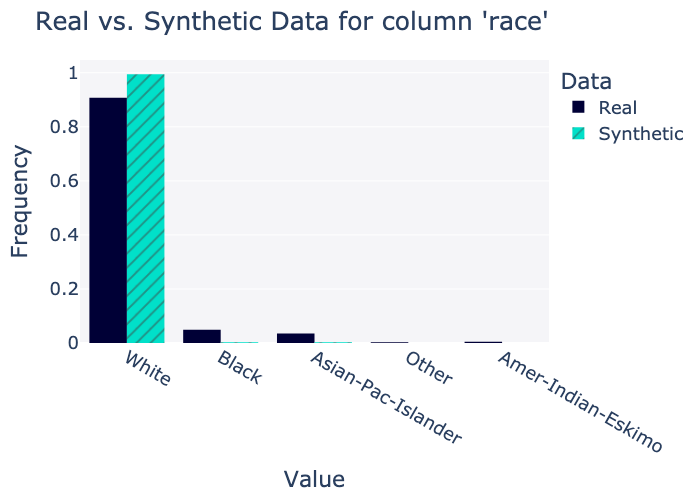 Real vs. Synthetic Data for column 'race'
Data
Real
Synthetic
Frequency
1
0.8
0.6
0.4
0.2
0
White
Black
Asian-Pac-Islander
Other
Amer-Indian-Eskimo
Value